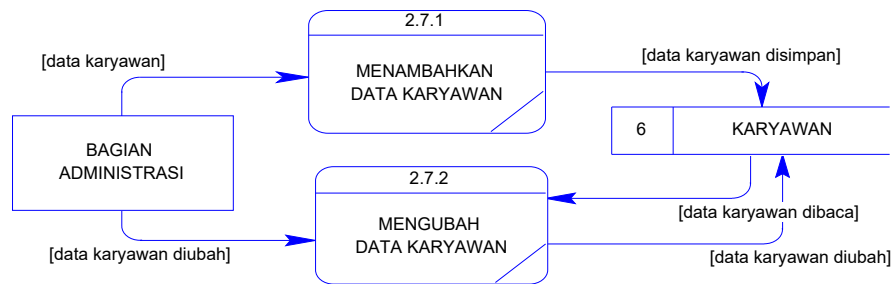 2.7.1
[data karyawan]
MENAMBAHKAN
DATA KARYAWAN
[data karyawan disimpan]
BAGIAN
ADMINISTRASI
6
KARYAWAN
2.7.2
MENGUBAH
DATA KARYAWAN
[data karyawan dibaca]
[data karyawan diubah]
[data karyawan diubah]